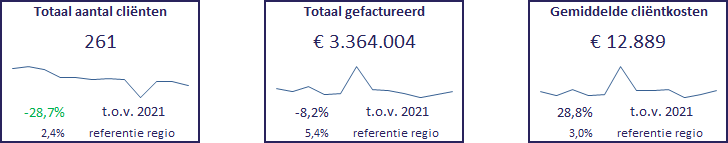 Totaal aantal cliënten
261
-28,7% t.o.v. 2021
2,4% referentie regio
Totaal gefactureerd
€ 3.364.004
-8,2% t.o.v. 2021
5,4% referentie regio
Gemiddelde cliëntkosten
€ 12.889
28,8% t.o.v. 2021
3,0% referentie regio